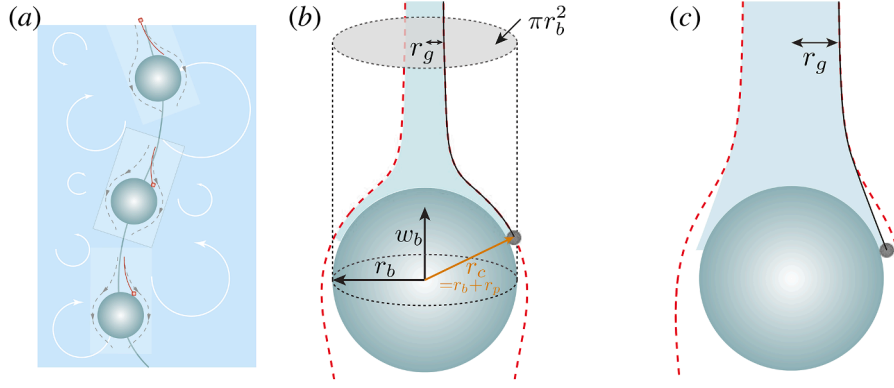 (a)
(b)
(c)
πr_b^2
r_g
r_g
w_b
r_b
r_c
=r_b+r_p